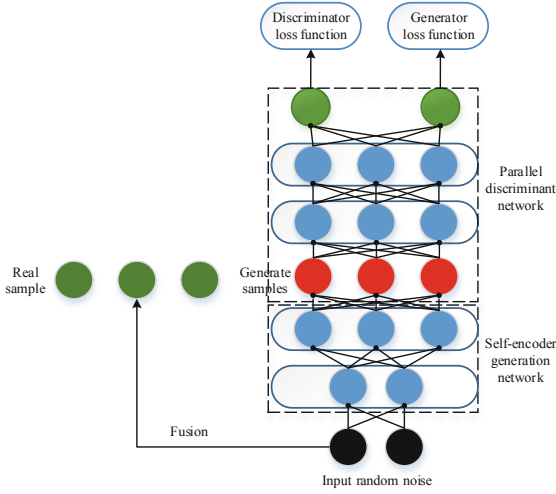 Discriminator
loss function
Generator
loss function
Parallel
discriminant
network
Real
sample
Generate
samples
Self-encoder
generation
network
Fusion
Input random noise